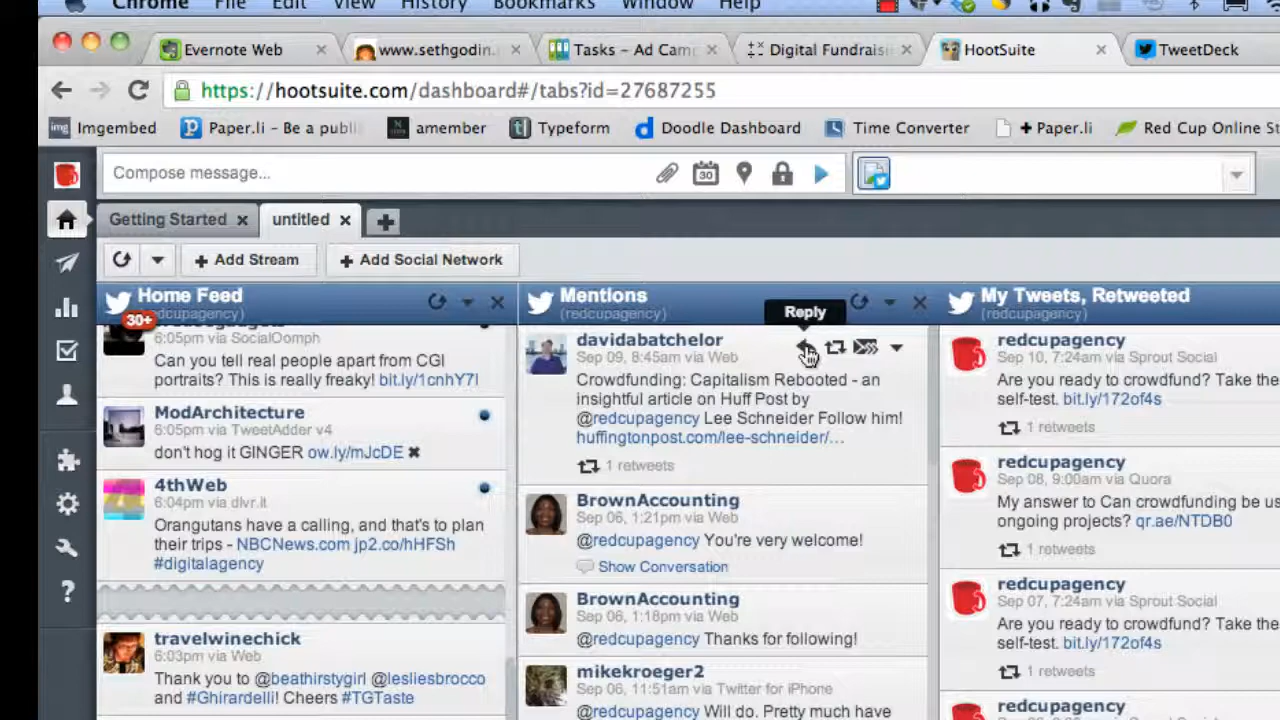 Chrome File Edit View History Bookmarks Window Help
Evernote Web
www.sethgodin.
Tasks – Ad Cam
Digital Fundrais
HootSuite
TweetDeck
https://hootsuite.com/dashboard#/tabs?id=27687255
Imgembed
Paper.li - Be a publi
amember
Typeform
Doodle Dashboard
Time Converter
+ Paper.li
Red Cup Online St
Compose message...
30
Getting Started
untitled
+ Add Stream
+ Add Social Network
Home Feed
(redcupagency)
30+
6:05pm via SocialOomph
Can you tell real people apart from CGI
portraits? This is really freaky! bit.ly/1cnhY7l
ModArchitecture
6:05pm via TweetAdder v4
don't hog it GINGER ow.ly/mJcDE ✖
4thWeb
6:04pm via dlvr.it
Orangutans have a calling, and that's to plan
their trips - NBCNews.com jp2.co/hHFSh
#digitalagency
travelwinechick
6:03pm via Web
Thank you to @beathirstygirl @lesliesbrocco
and #Ghirardelli! Cheers #TGTaste
Mentions
(redcupagency)
Reply
davidabatchelor
Sep 09, 8:45am via Web
Crowdfunding: Capitalism Rebooted - an
insightful article on Huff Post by
@redcupagency Lee Schneider Follow him!
huffingtonpost.com/lee-schneider/...
1 retweets
BrownAccounting
Sep 06, 1:21pm via Web
@redcupagency You're very welcome!
Show Conversation
BrownAccounting
Sep 06, 1:18pm via Web
@redcupagency Thanks for following!
mikekroeger2
Sep 06, 11:51am via Twitter for iPhone
@redcupagency Will do. Pretty much have
My Tweets, Retweeted
(redcupagency)
redcupagency
Sep 10, 7:24am via Sprout Social
Are you ready to crowdfund? Take the
self-test. bit.ly/172of4s
1 retweets
redcupagency
Sep 08, 9:00am via Quora
My answer to Can crowdfunding be us
ongoing projects? qr.ae/NTDB0
1 retweets
redcupagency
Sep 07, 7:24am via Sprout Social
Are you ready to crowdfund? Take the
self-test. bit.ly/172of4s
1 retweets
redcupagency